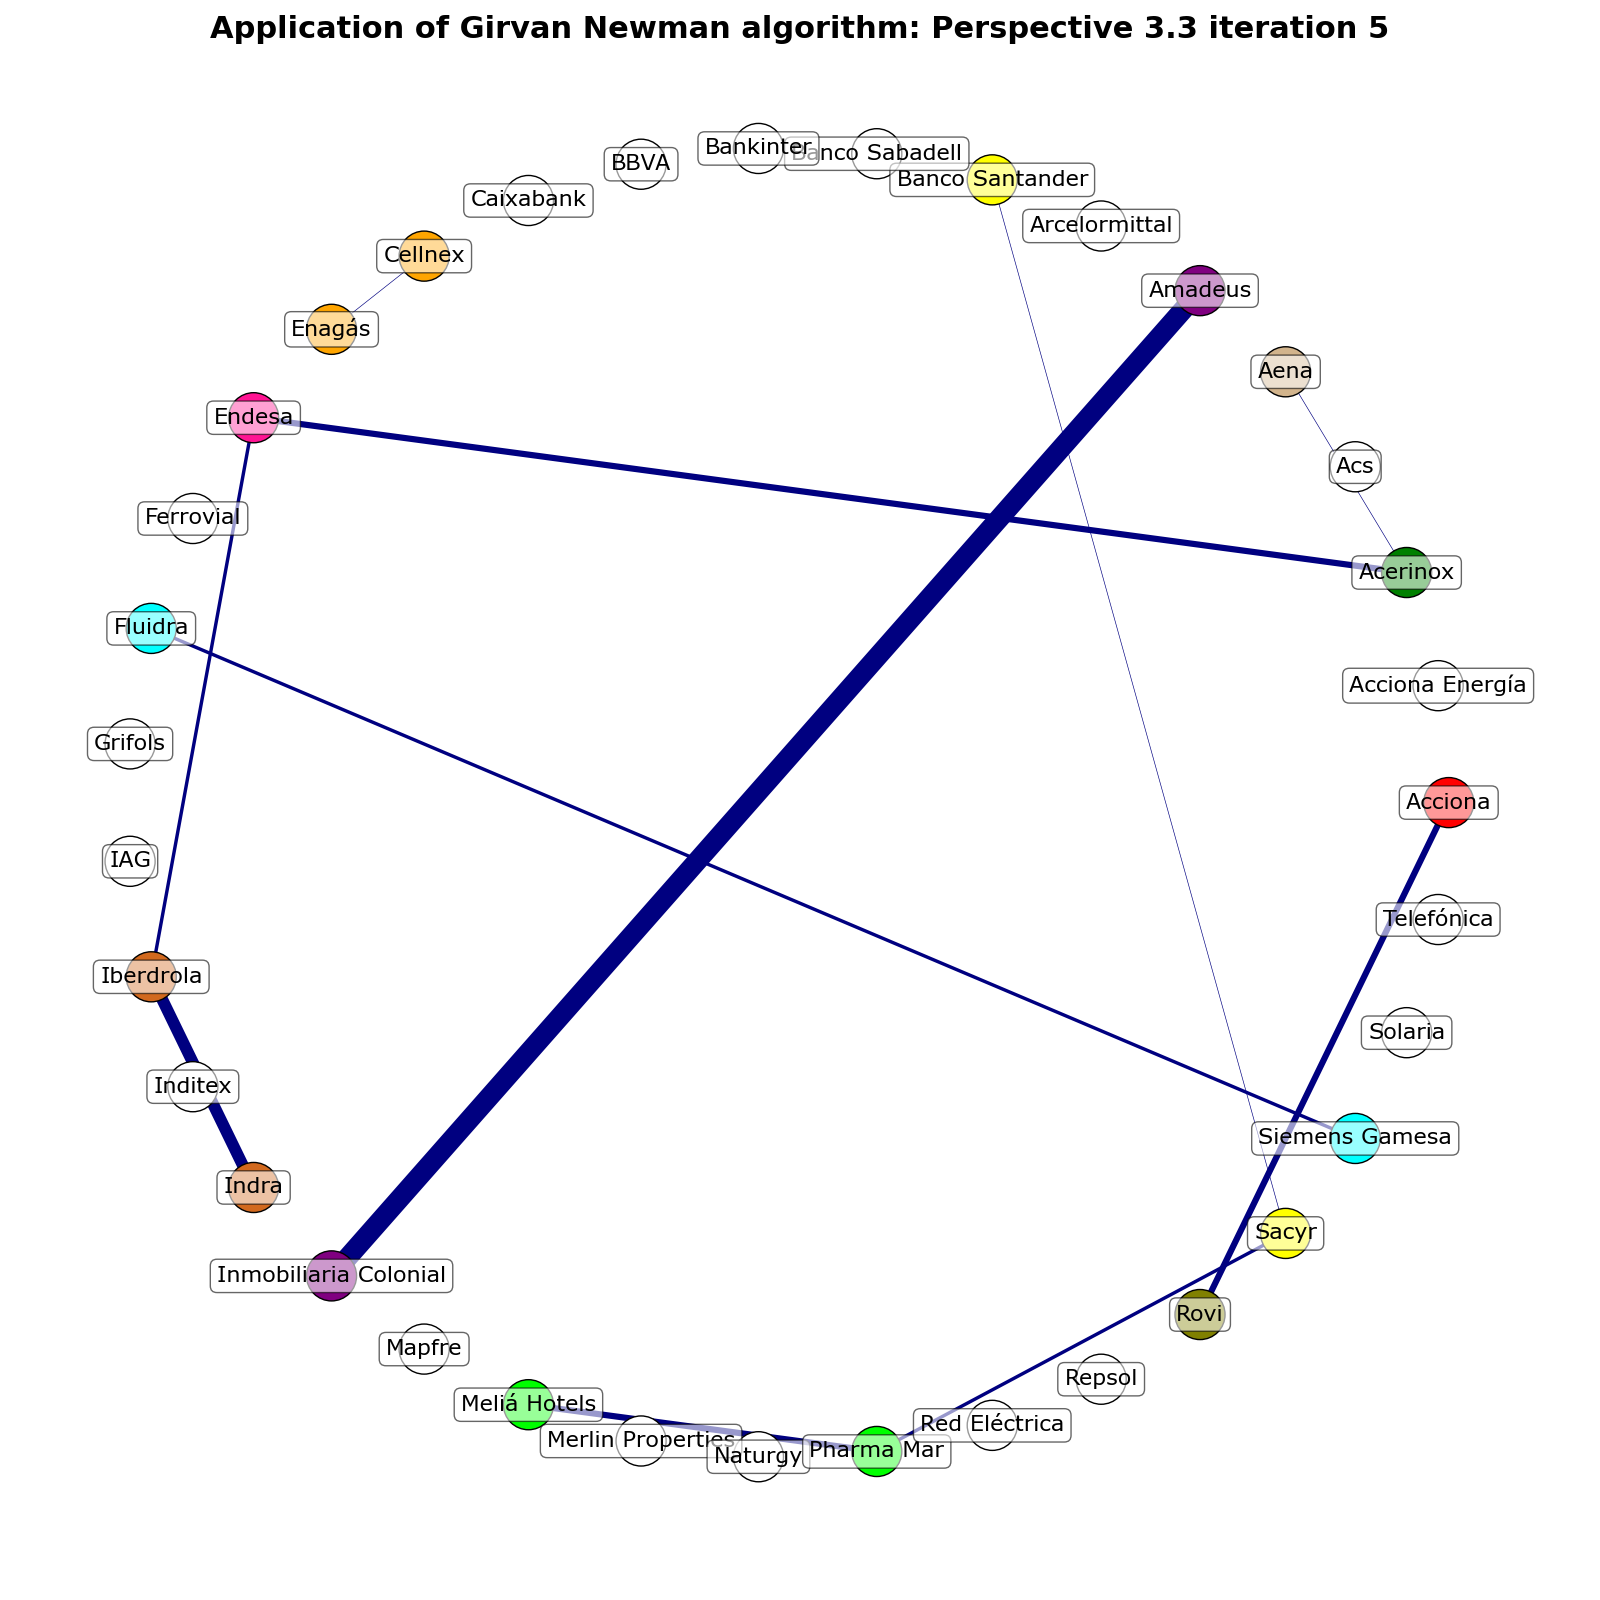 Application of Girvan Newman algorithm: Perspective 3.3 iteration 5
Bankinter
Banco Sabadell
BBVA
Banco Santander
Caixabank
Arcelormittal
Cellnex
Amadeus
Enagás
Aena
Endesa
Acs
Ferrovial
Acerinox
Fluidra
Acciona Energía
Grifols
Acciona
IAG
Telefónica
Iberdrola
Solaria
Inditex
Siemens Gamesa
Indra
Sacyr
Inmobiliaria Colonial
Rovi
Mapfre
Repsol
Meliá Hotels
Red Eléctrica
Merlin Properties
Pharma Mar
Naturgy